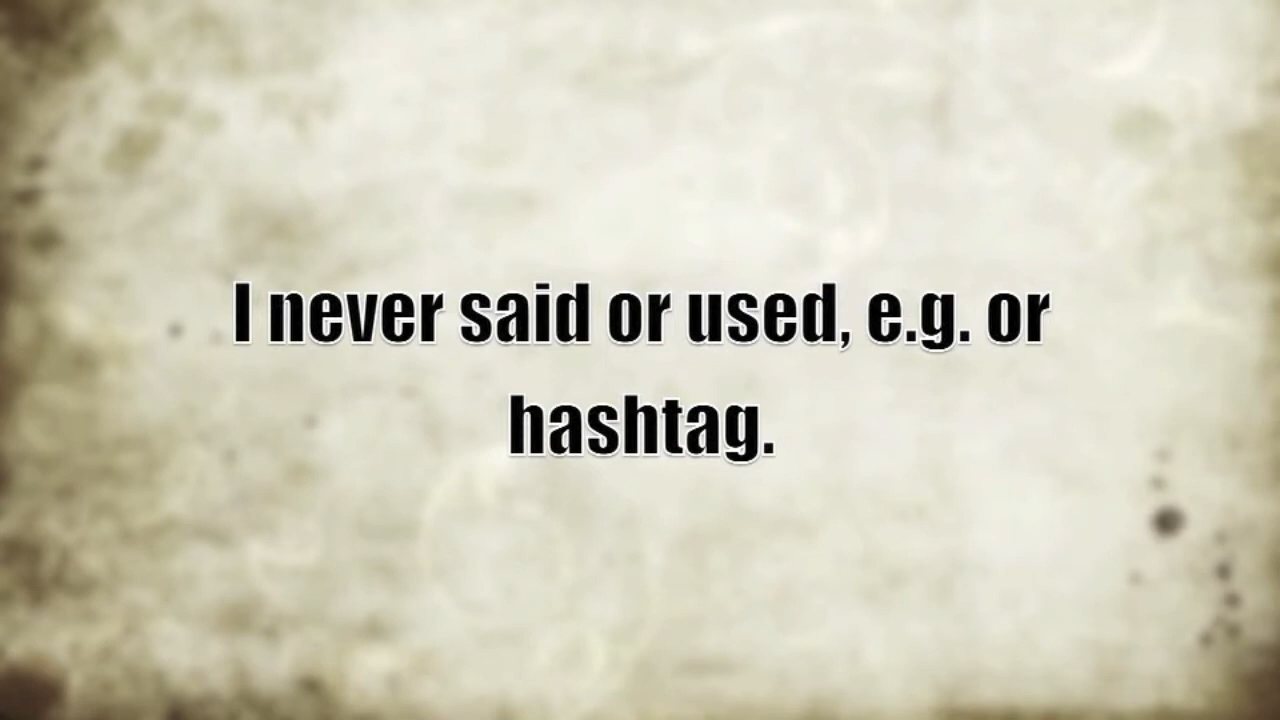 I never said or used, e.g. or
hashtag.